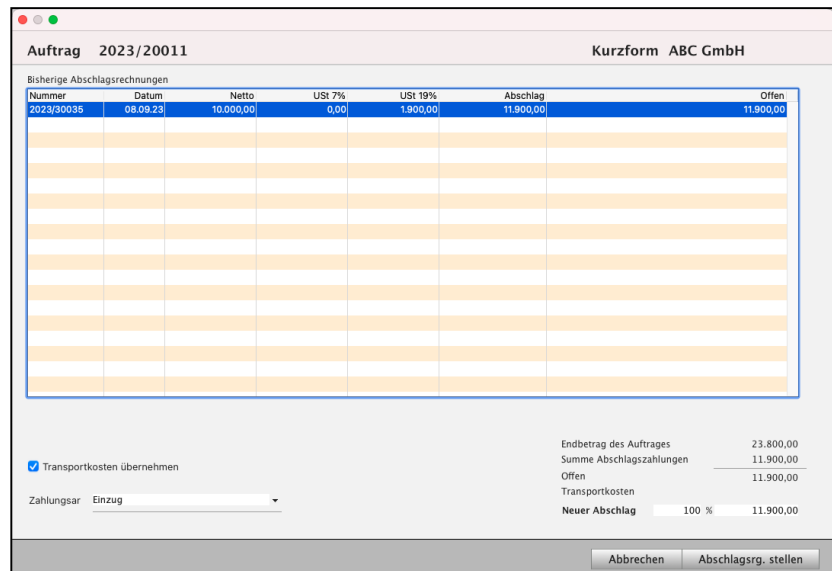 Auftrag 2023/20011 Kurzform ABC GmbH
Bisherige Abschlagsrechnungen
Nummer Datum Netto USt 7% USt 19% Abschlag Offen
2023/30035 08.09.23 10.000,00 0,00 1.900,00 11.900,00 11.900,00
Endbetrag des Auftrages 23.800,00
Summe Abschlagszahlungen 11.900,00
Transportkosten übernehmen
Offen 11.900,00
Transportkosten
Zahlungsar Einzug
Neuer Abschlag 100 % 11.900,00
Abbrechen Abschlagsrg. stellen